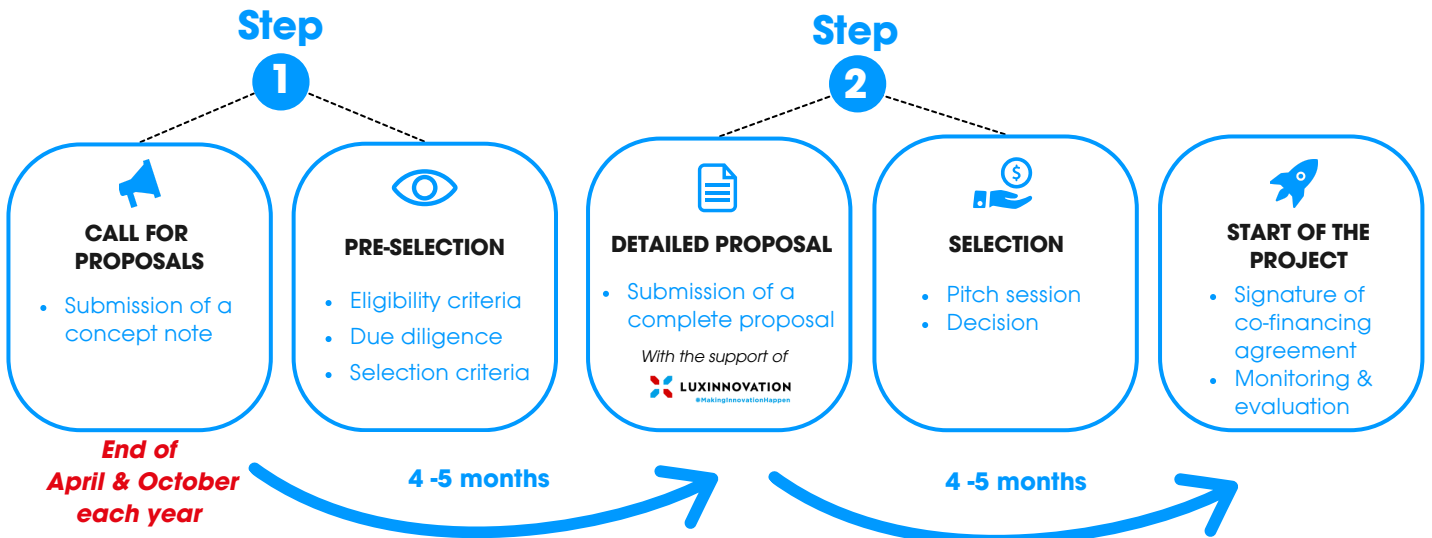 Step
1
Step
2
CALL FOR
PROPOSALS
• Submission of a
concept note
PRE-SELECTION
• Eligibility criteria
• Due diligence
• Selection criteria
DETAILED PROPOSAL
• Submission of a
complete proposal
With the support of
LUXINNOVATION
#MakingInnovationHappen
$
SELECTION
• Pitch session
• Decision
START OF THE
PROJECT
• Signature of
co-financing
agreement
• Monitoring &
evaluation
End of
April & October
each year
4 -5 months
4 -5 months